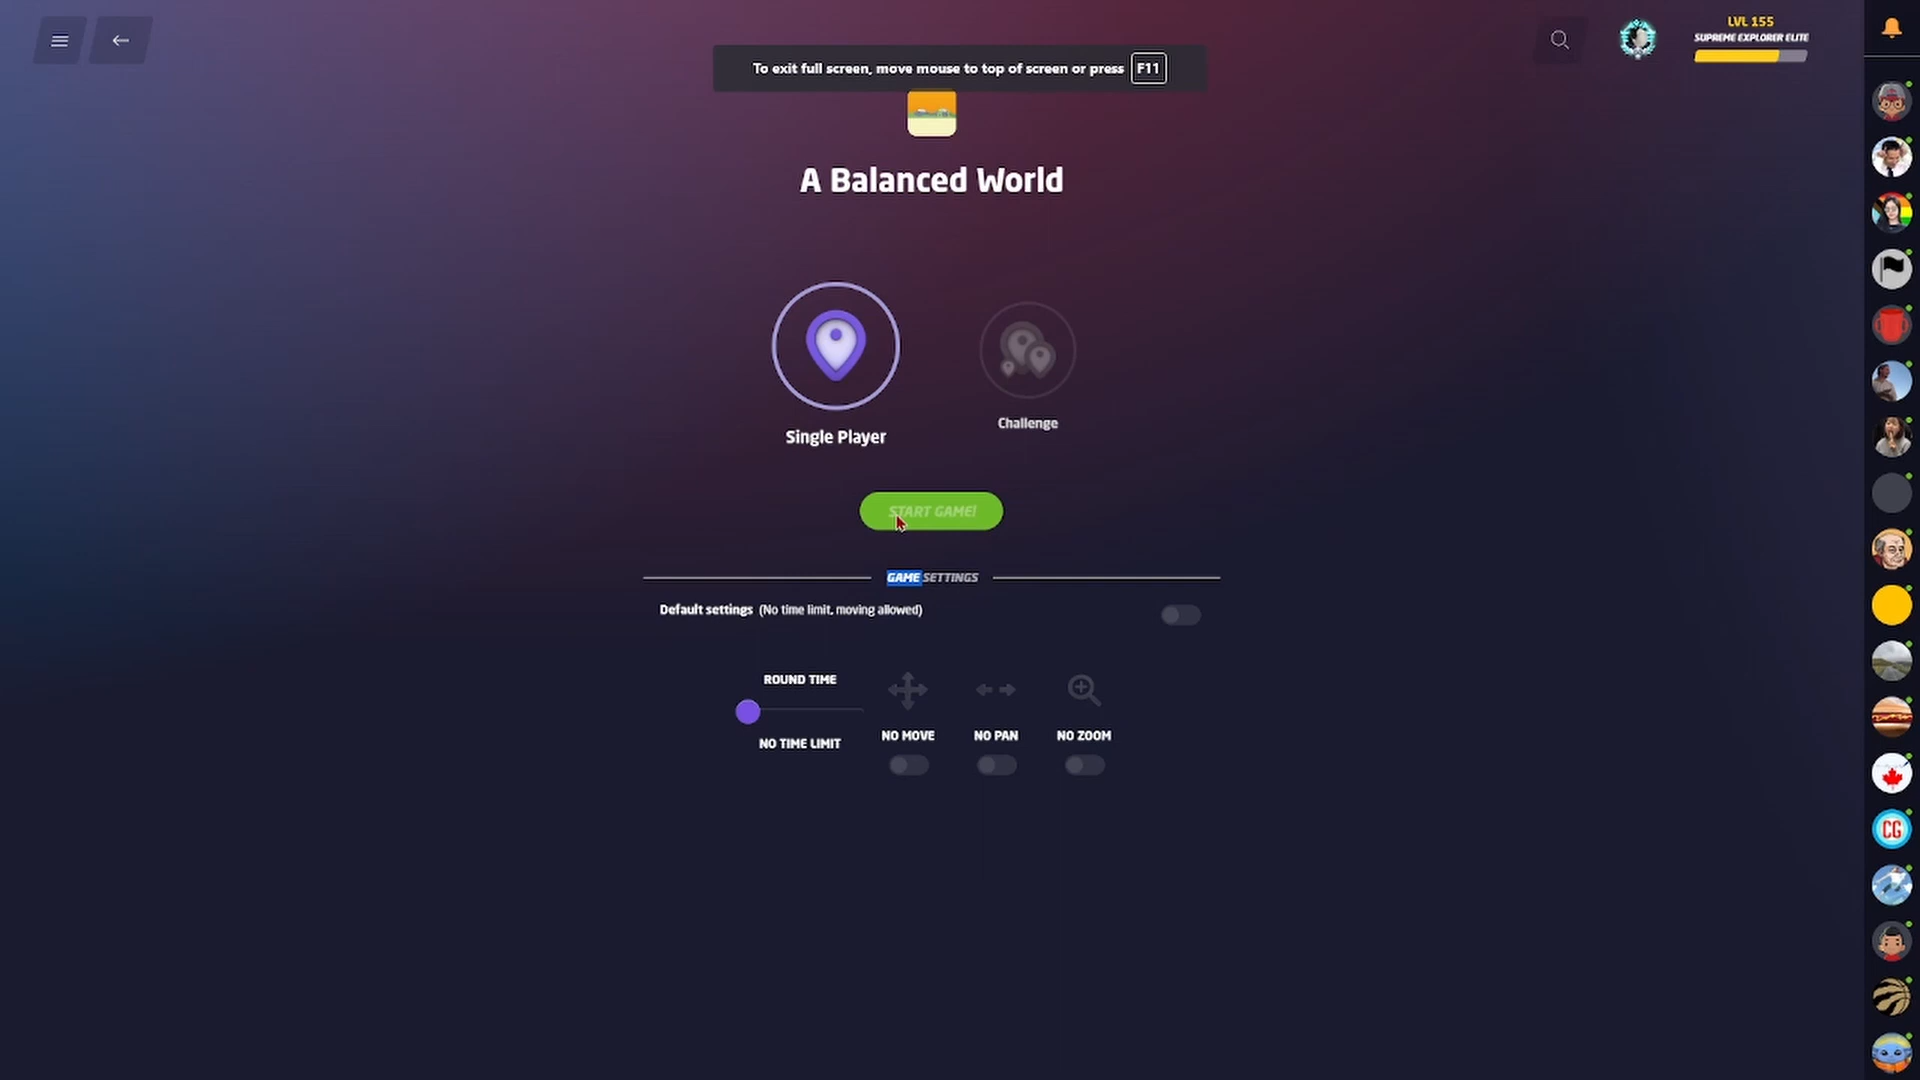 LVL 155
SUPREME EXPLORER ELITE
To exit full screen, move mouse to top of screen or press F11
A Balanced World
Single Player
Challenge
START GAME!
GAME SETTINGS
Default settings (No time limit, moving allowed)
ROUND TIME
NO TIME LIMIT
NO MOVE
NO PAN
NO ZOOM
CG